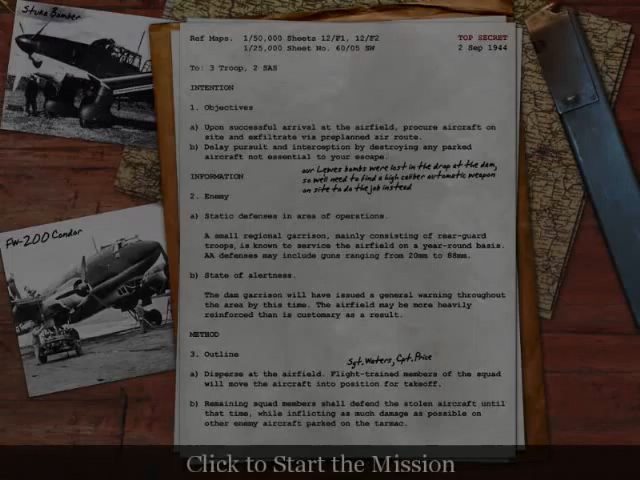 Stuka Bomber
Ref Maps. 1/50,000 Sheets 12/F1, 12/F2 TOP SECRET
1/25,000 Sheet No. 60/05 SW 2 Sep 1944
To: 3 Troop, 2 SAS
INTENTION
1. Objectives
a) Upon successful arrival at the airfield, procure aircraft on
site and exfiltrate via preplanned air route.
b) Delay pursuit and interception by destroying any parked
aircraft not essential to your escape.
our Lewes bombs were lost in the drop at the dam,
so we'll need to find a high caliber automatic weapon
on site to do the job instead
INFORMATION
2. Enemy
a) Static defenses in area of operations.
A small regional garrison, mainly consisting of rear-guard
troops, is known to service the airfield on a year-round basis.
AA defenses may include guns ranging from 20mm to 88mm.
FW-200 Condor
b) State of alertness.
The dam garrison will have issued a general warning throughout
the area by this time. The airfield may be more heavily
reinforced than is customary as a result.
METHOD
3. Outline
Sgt. Waters, Cpt. Price
a) Disperse at the airfield. Flight-trained members of the squad
will move the aircraft into position for takeoff.
b) Remaining squad members shall defend the stolen aircraft until
that time, while inflicting as much damage as possible on
other enemy aircraft parked on the tarmac.
Click to Start the Mission